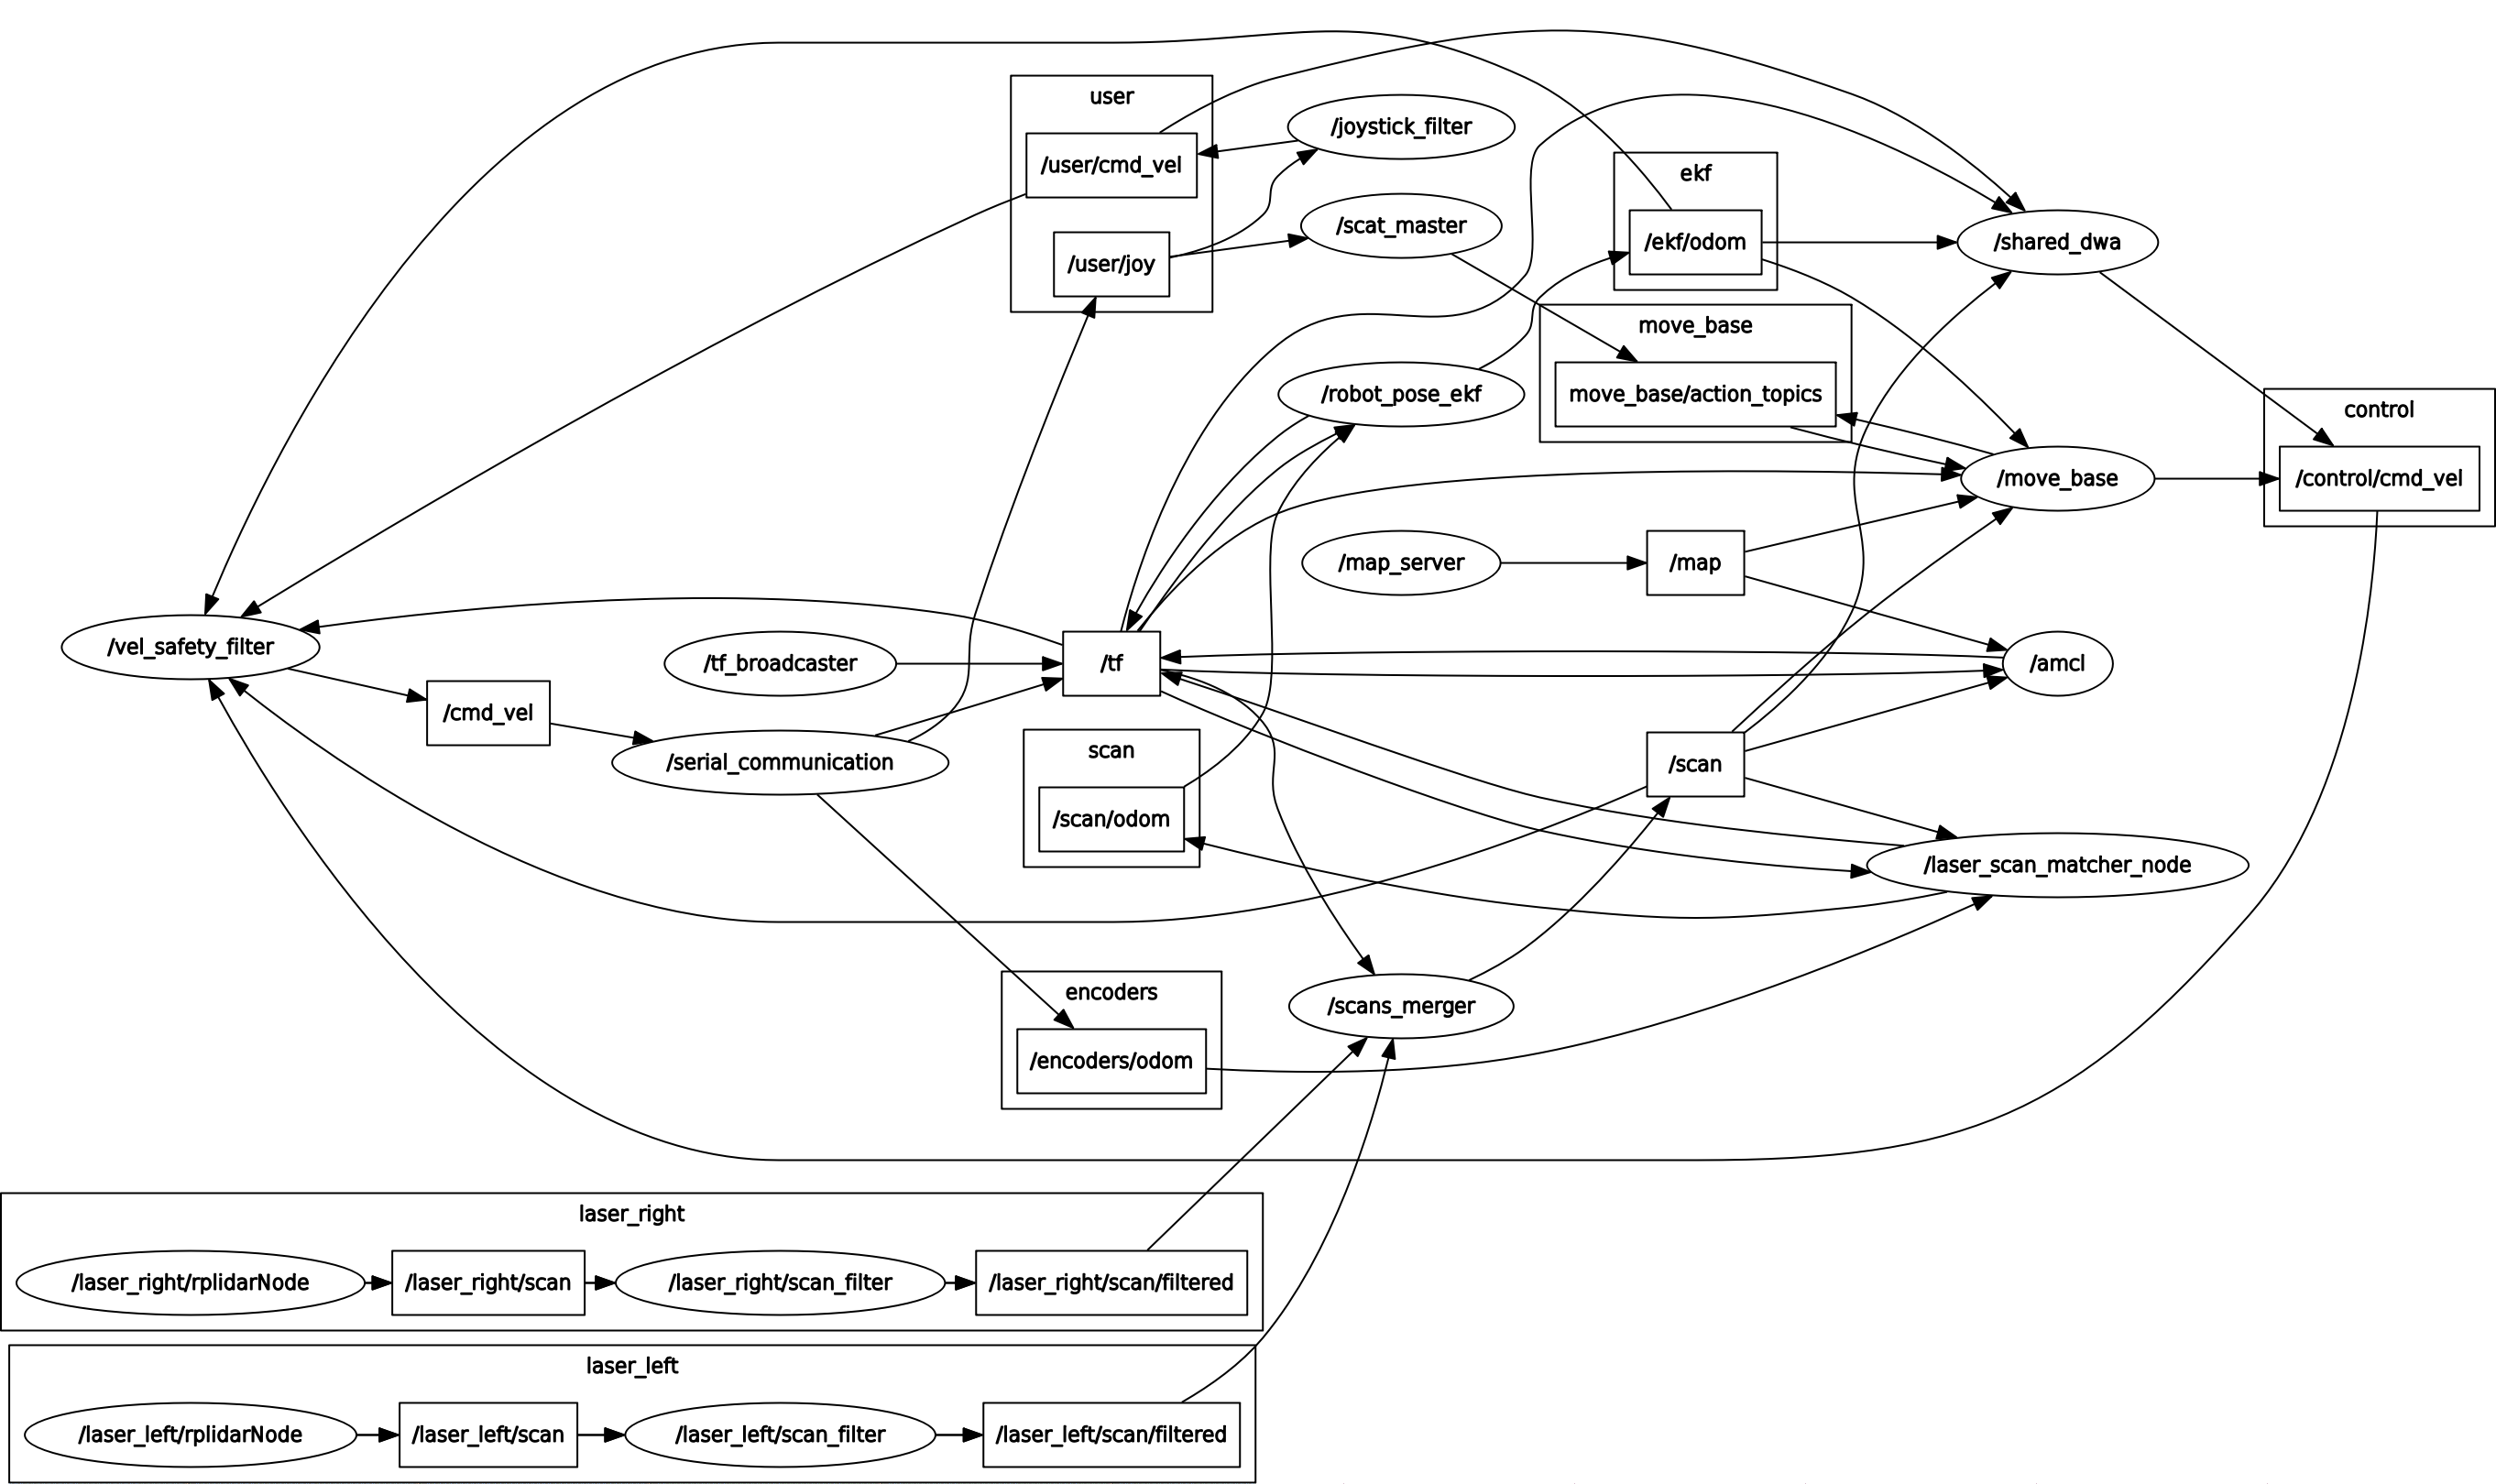 user
/joystick_filter
/user/cmd_vel
ekf
/scat_master
/ekf/odom
/shared_dwa
/user/joy
move_base
/robot_pose_ekf
move_base/action_topics
control
/move_base
/control/cmd_vel
/map_server
/map
/vel_safety_filter
/tf_broadcaster
/tf
/amcl
/cmd_vel
/serial_communication
scan
/scan
/scan/odom
/laser_scan_matcher_node
encoders
/scans_merger
/encoders/odom
laser_right
/laser_right/rplidarNode
/laser_right/scan
/laser_right/scan_filter
/laser_right/scan/filtered
laser_left
/laser_left/rplidarNode
/laser_left/scan
/laser_left/scan_filter
/laser_left/scan/filtered